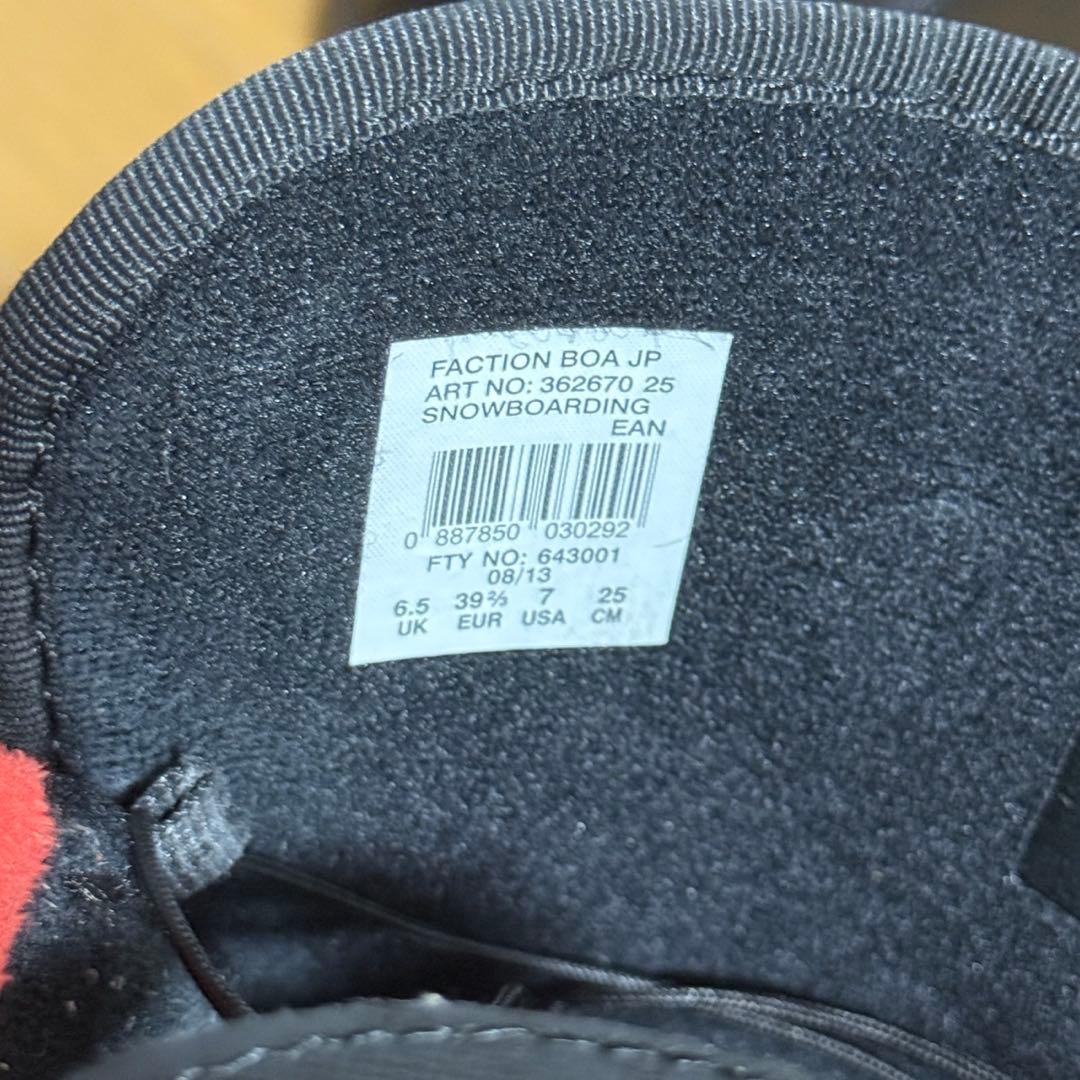 FACTION BOA JP
ART NO: 362670 25
SNOWBOARDING
EAN
0 887850 030292
FTY NO: 643001
08/13
6.5 39⅔ 7 25
UK EUR USA CM